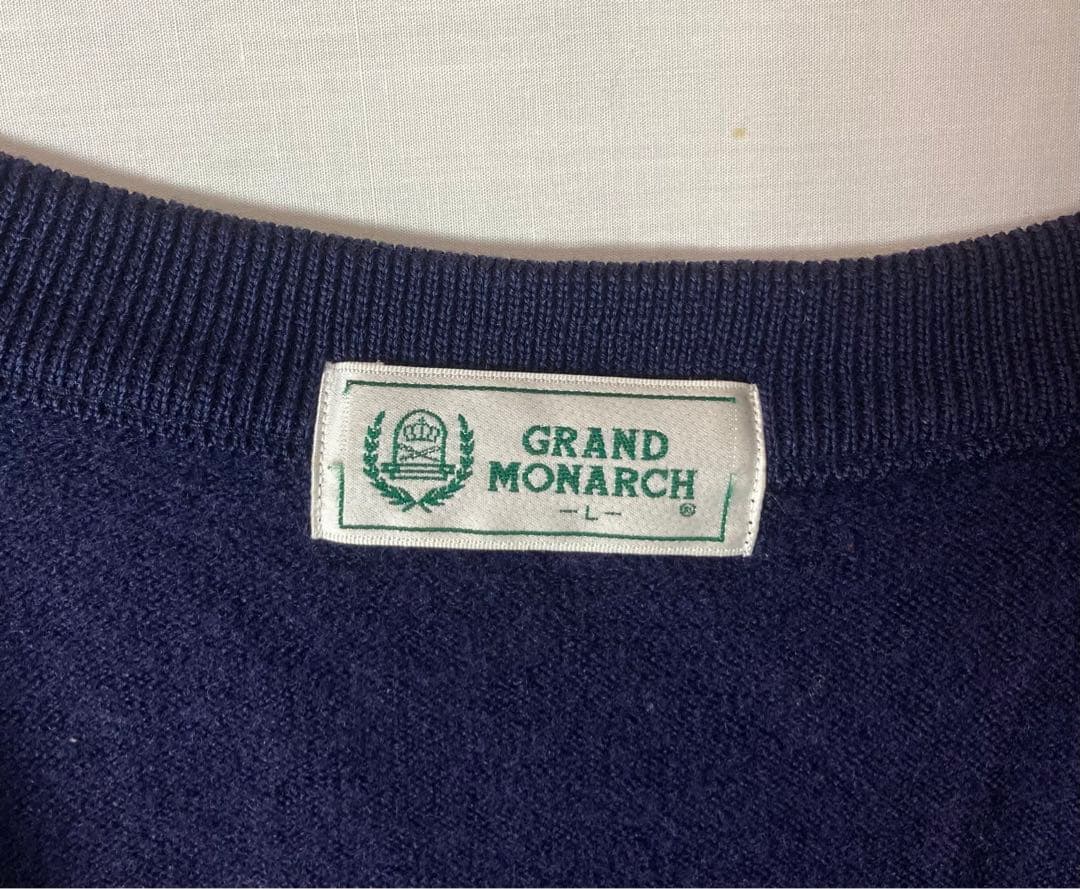 GRAND
MONARCH
-L-
®